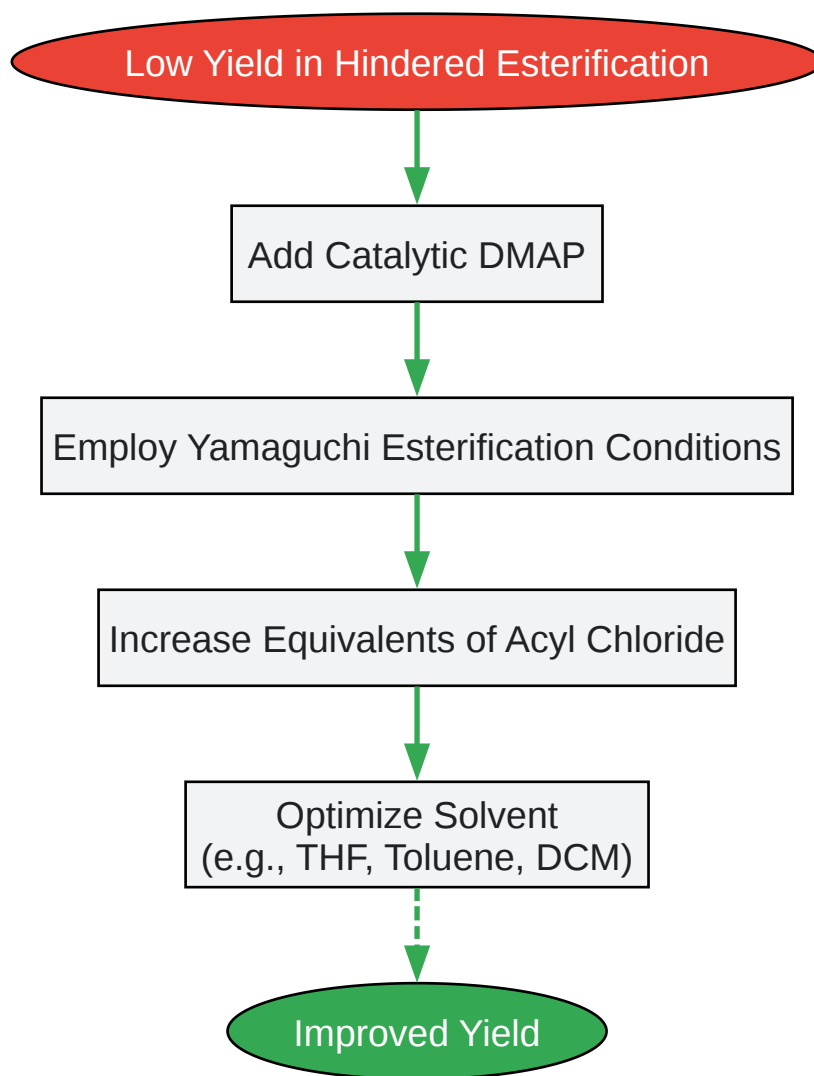 Low Yield in Hindered Esterification
Add Catalytic DMAP
Employ Yamaguchi Esterification Conditions
Increase Equivalents of Acyl Chloride
Optimize Solvent
(e.g., THF, Toluene, DCM)
Improved Yield